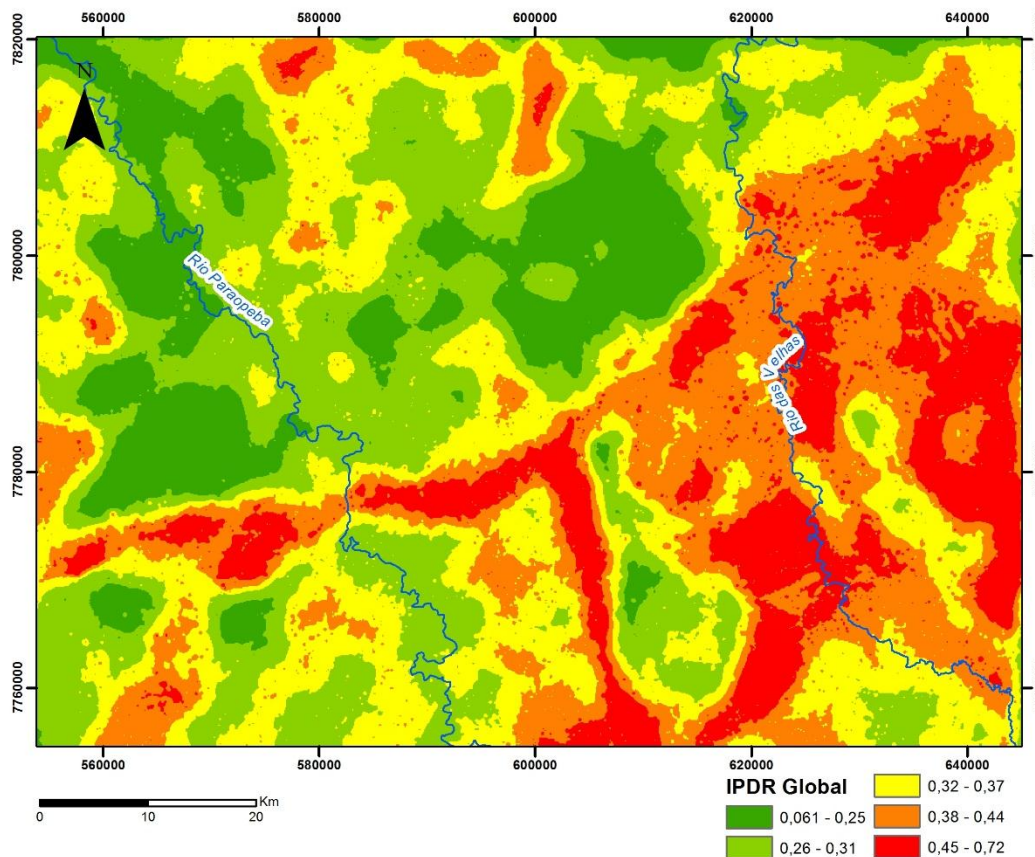 560000 580000 600000 620000 640000
7820000
N
7800000
Rio Paraopeba
Rio das Velhas
7780000
7760000
560000 580000 600000 620000 640000
Km
0 10 20
IPDR Global
0,061 - 0,25
0,26 - 0,31
0,32 - 0,37
0,38 - 0,44
0,45 - 0,72